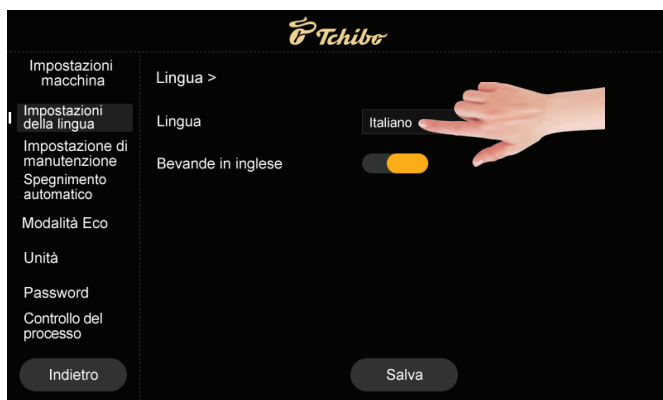 Tchibo
Impostazioni
macchina
Impostazioni
della lingua
Impostazione di
manutenzione
Spegnimento
automatico
Modalità Eco
Unità
Password
Controllo del
processo
Indietro
Lingua >
Lingua
Italiano
Bevande in inglese
Salva